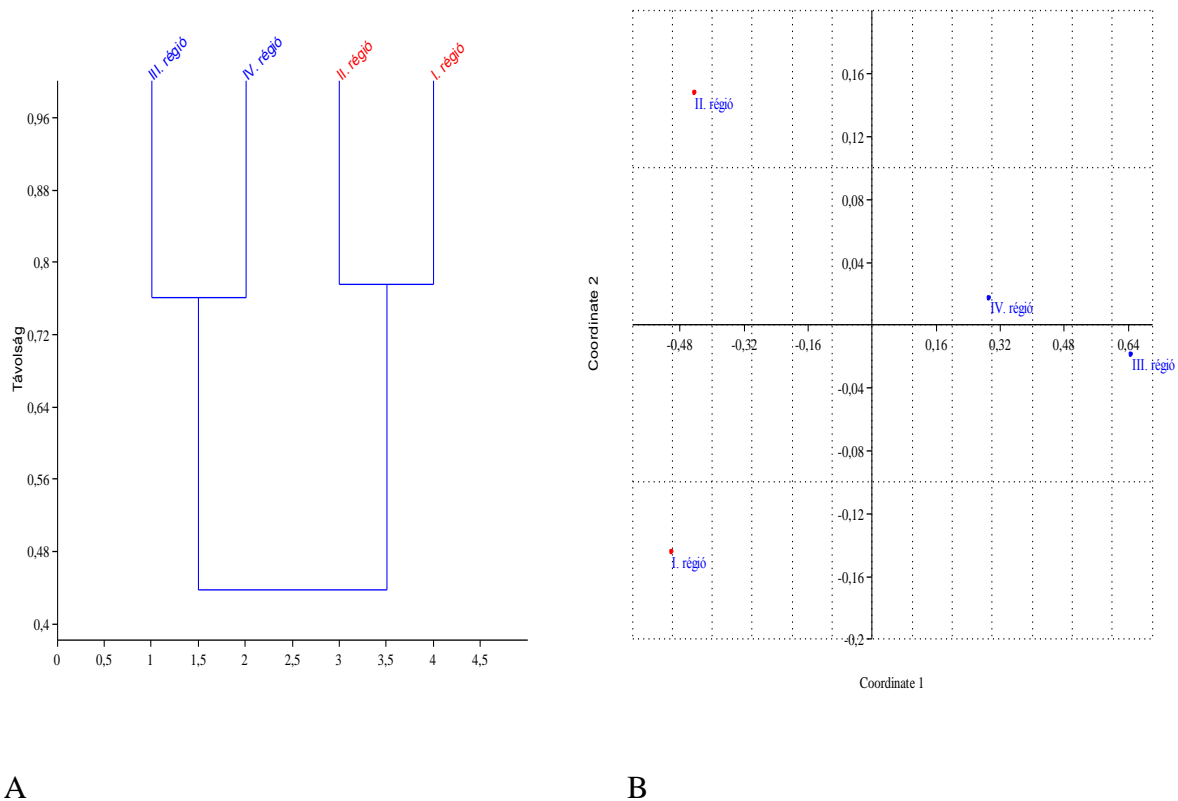 III. régió
IV. régió
II. régió
I. régió
0,96
0,88
0,8
0,72
0,64
0,56
0,48
0,4
Távolság
0 0,5 1 1,5 2 2,5 3 3,5 4 4,5
A
0,16
0,12
0,08
0,04
-0,48 -0,32 -0,16 0,16 0,32 0,48 0,64
-0,04
-0,08
-0,12
-0,16
-0,2
Coordinate 2
II. régió
IV. régió
III. régió
I. régió
Coordinate 1
B